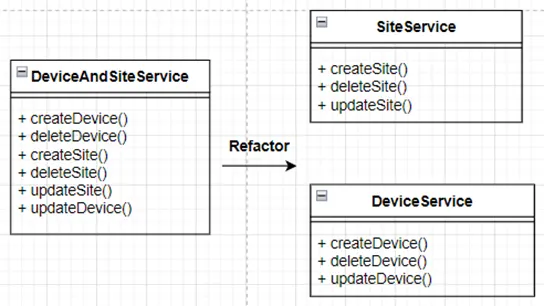 DeviceAndSiteService
+ createDevice()
+ deleteDevice()
+ createSite()
+ deleteSite()
+ updateSite()
+ updateDevice()
Refactor
SiteService
+ createSite()
+ deleteSite()
+ updateSite()
DeviceService
+ createDevice()
+ deleteDevice()
+ updateDevice()